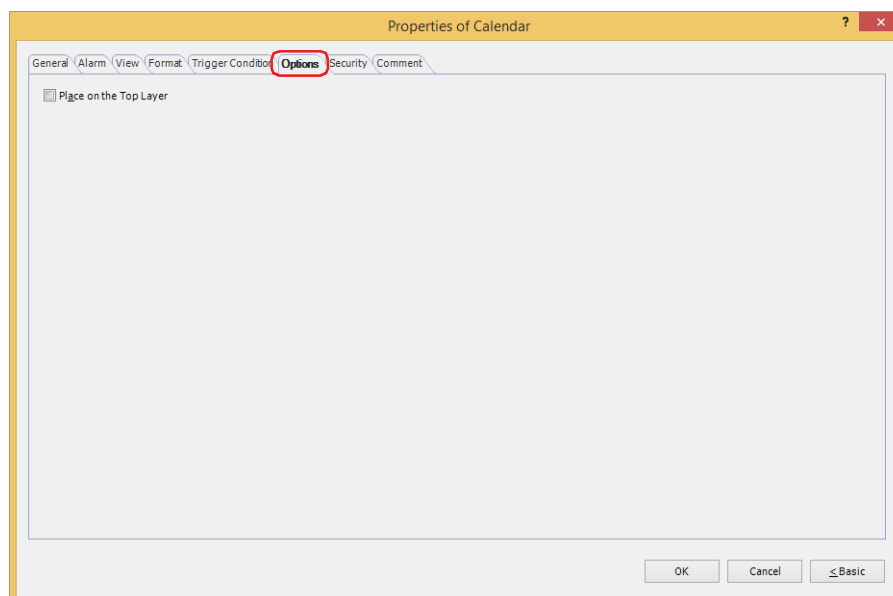 Properties of Calendar
? ×
General Alarm View Format Trigger Condition Options Security Comment
Place on the Top Layer
OK Cancel < Basic